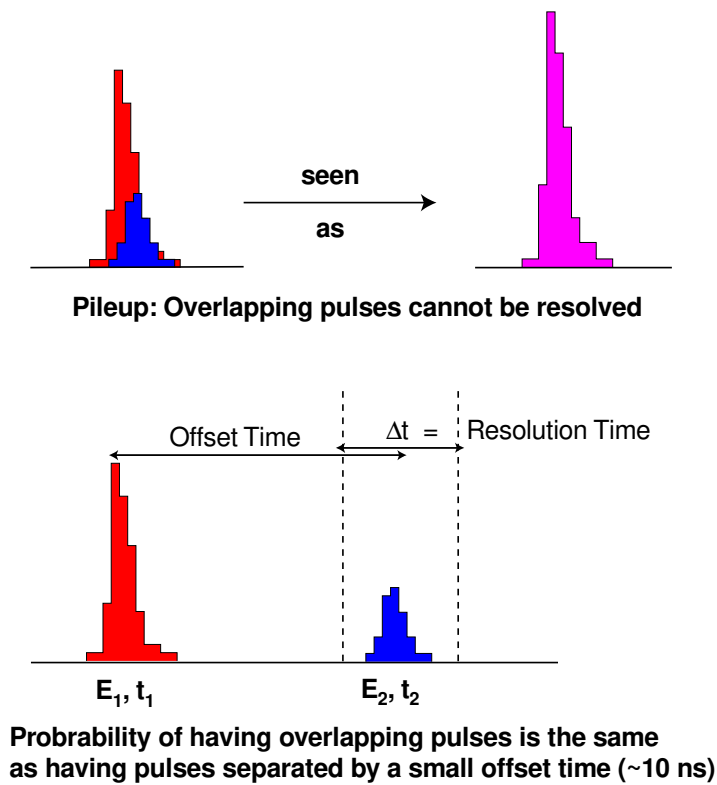 seen
as
Pileup: Overlapping pulses cannot be resolved
Offset Time
Δt = Resolution Time
E₁, t₁
E₂, t₂
Probrability of having overlapping pulses is the same
as having pulses separated by a small offset time (~10 ns)